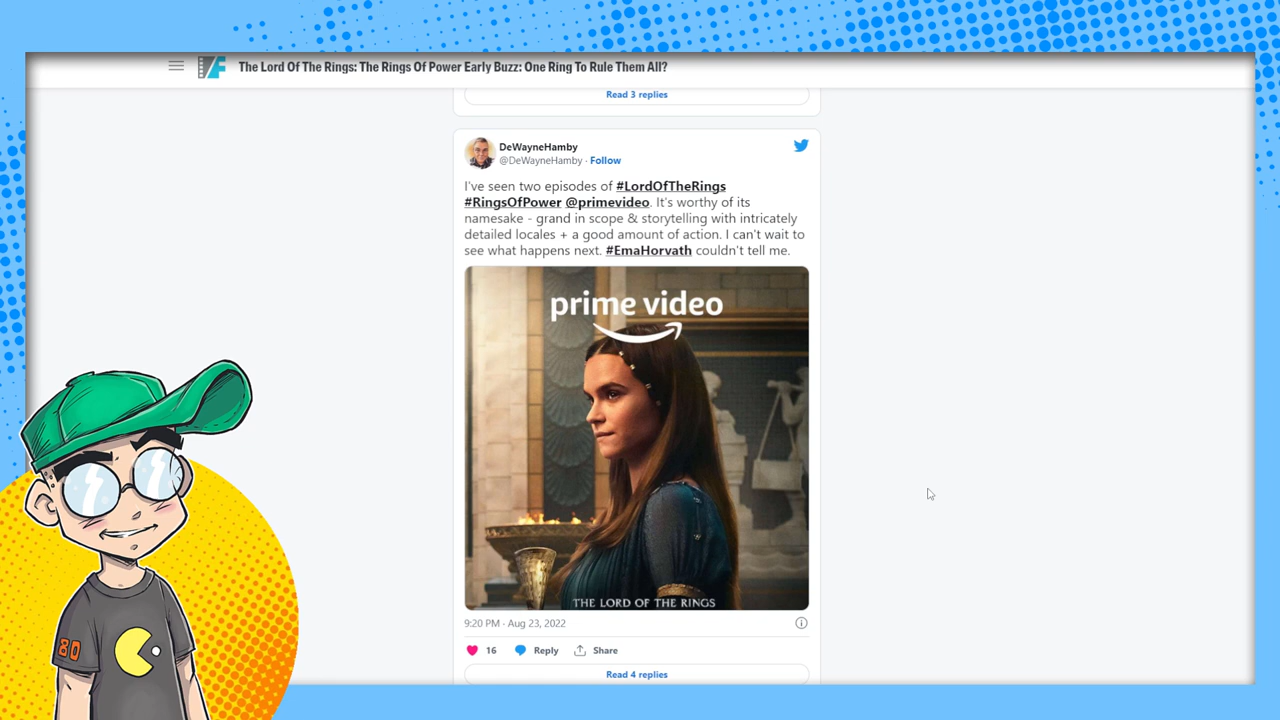 The Lord Of The Rings: The Rings Of Power Early Buzz: One Ring To Rule Them All?
Read 3 replies
DeWayneHamby
@DeWayneHamby · Follow
I've seen two episodes of #LordOfTheRings
#RingsOfPower @primevideo. It's worthy of its
namesake - grand in scope & storytelling with intricately
detailed locales + a good amount of action. I can't wait to
see what happens next. #EmaHorvath couldn't tell me.
prime video
THE LORD OF THE RINGS
9:20 PM · Aug 23, 2022
16 Reply Share
Read 4 replies
80